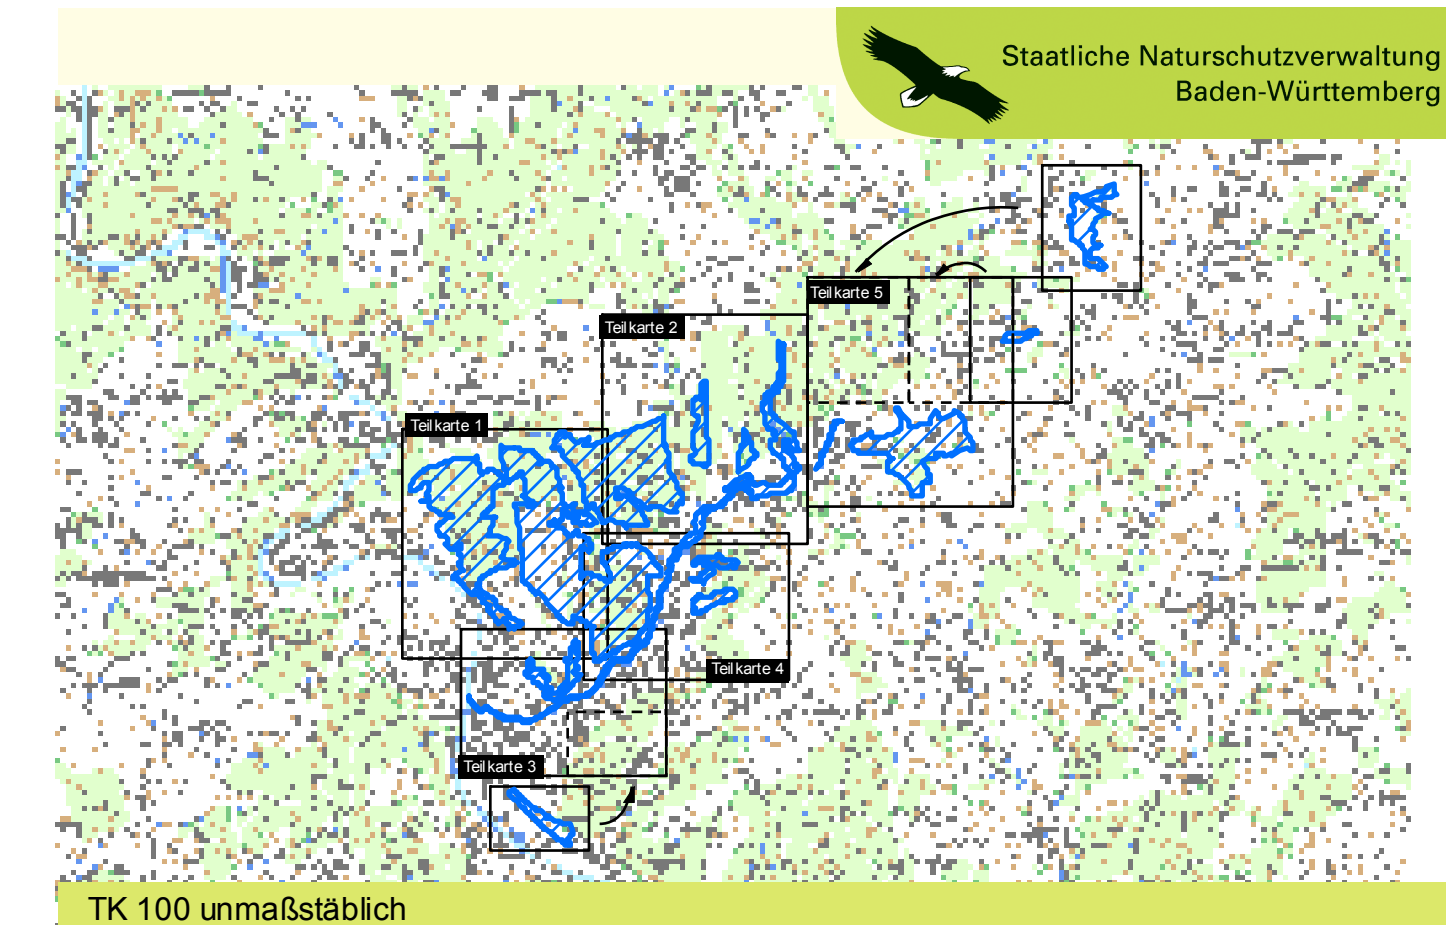 Staatliche Naturschutzverwaltung
Baden-Württemberg
Teilkarte 5
Teilkarte 2
Teilkarte 1
Teilkarte 4
Teilkarte 3
TK 100 unmaßstäblich